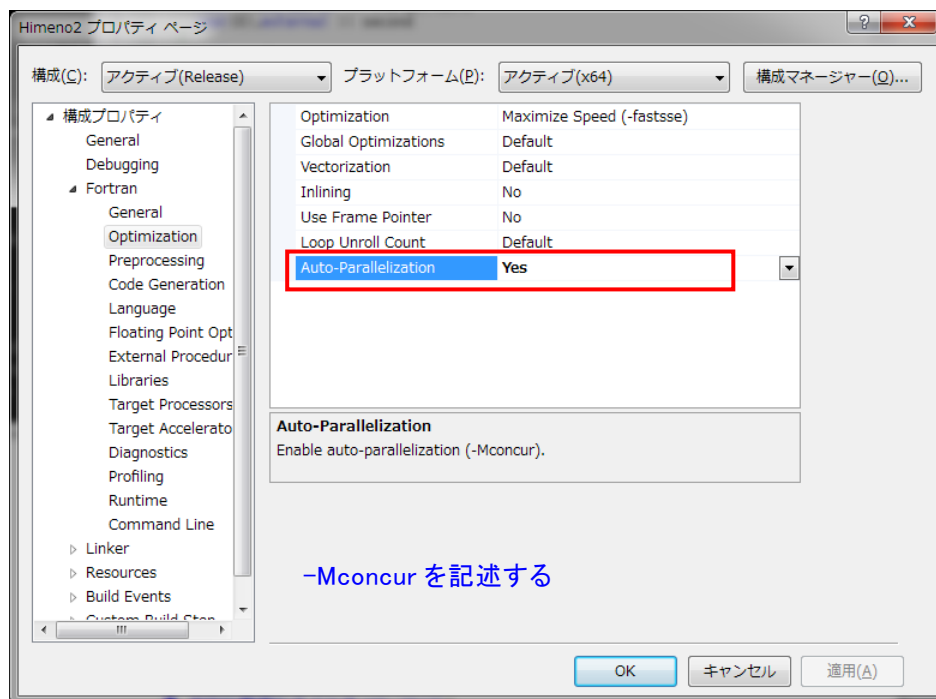 Himeno2 プロパティ ページ
構成(C): アクティブ(Release) プラットフォーム(P): アクティブ(x64) 構成マネージャー(O)...
構成プロパティ
General
Debugging
Fortran
General
Optimization
Preprocessing
Code Generation
Language
Floating Point Opt
External Procedur
Libraries
Target Processors
Target Accelerato
Diagnostics
Profiling
Runtime
Command Line
Linker
Resources
Build Events
Custom Build Step
Optimization Maximize Speed (-fastsse)
Global Optimizations Default
Vectorization Default
Inlining No
Use Frame Pointer No
Loop Unroll Count Default
Auto-Parallelization Yes
Auto-Parallelization
Enable auto-parallelization (-Mconcur).
-Mconcur を記述する
OK キャンセル 適用(A)